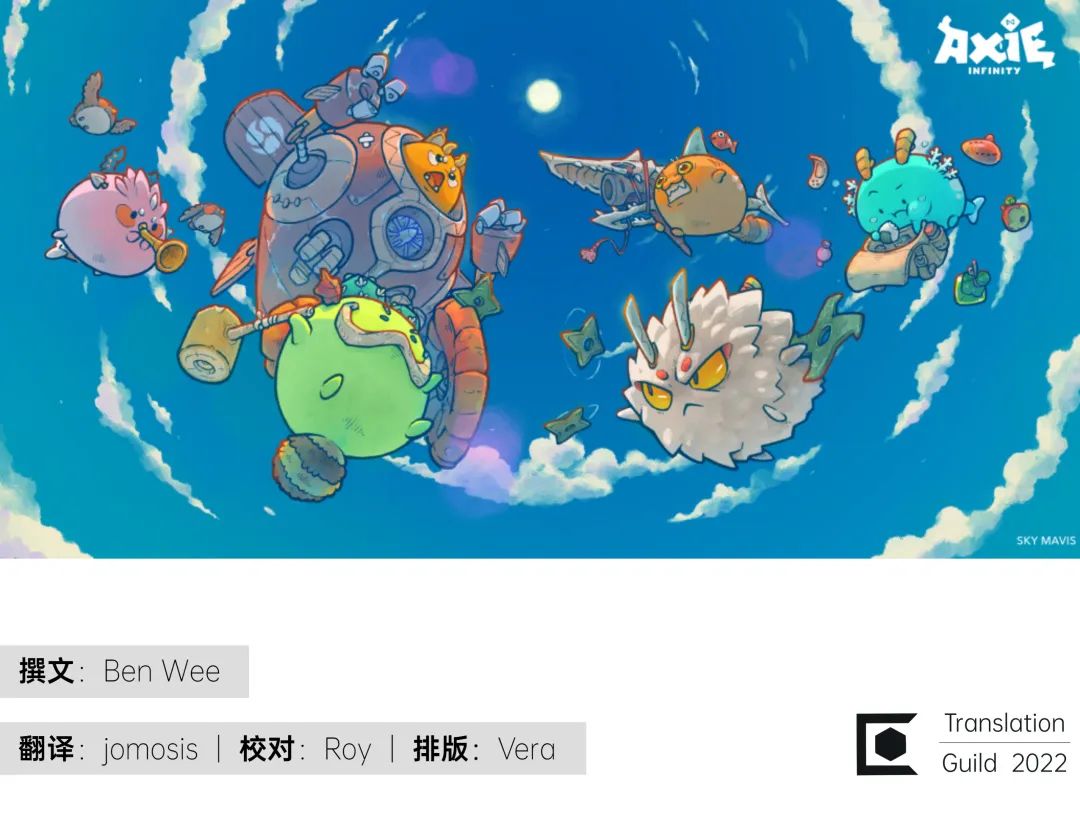 AXIE
INFINITY
SKY MAVIS
撰文：Ben Wee
翻译：jomosis | 校对：Roy | 排版：Vera
Translation
Guild 2022